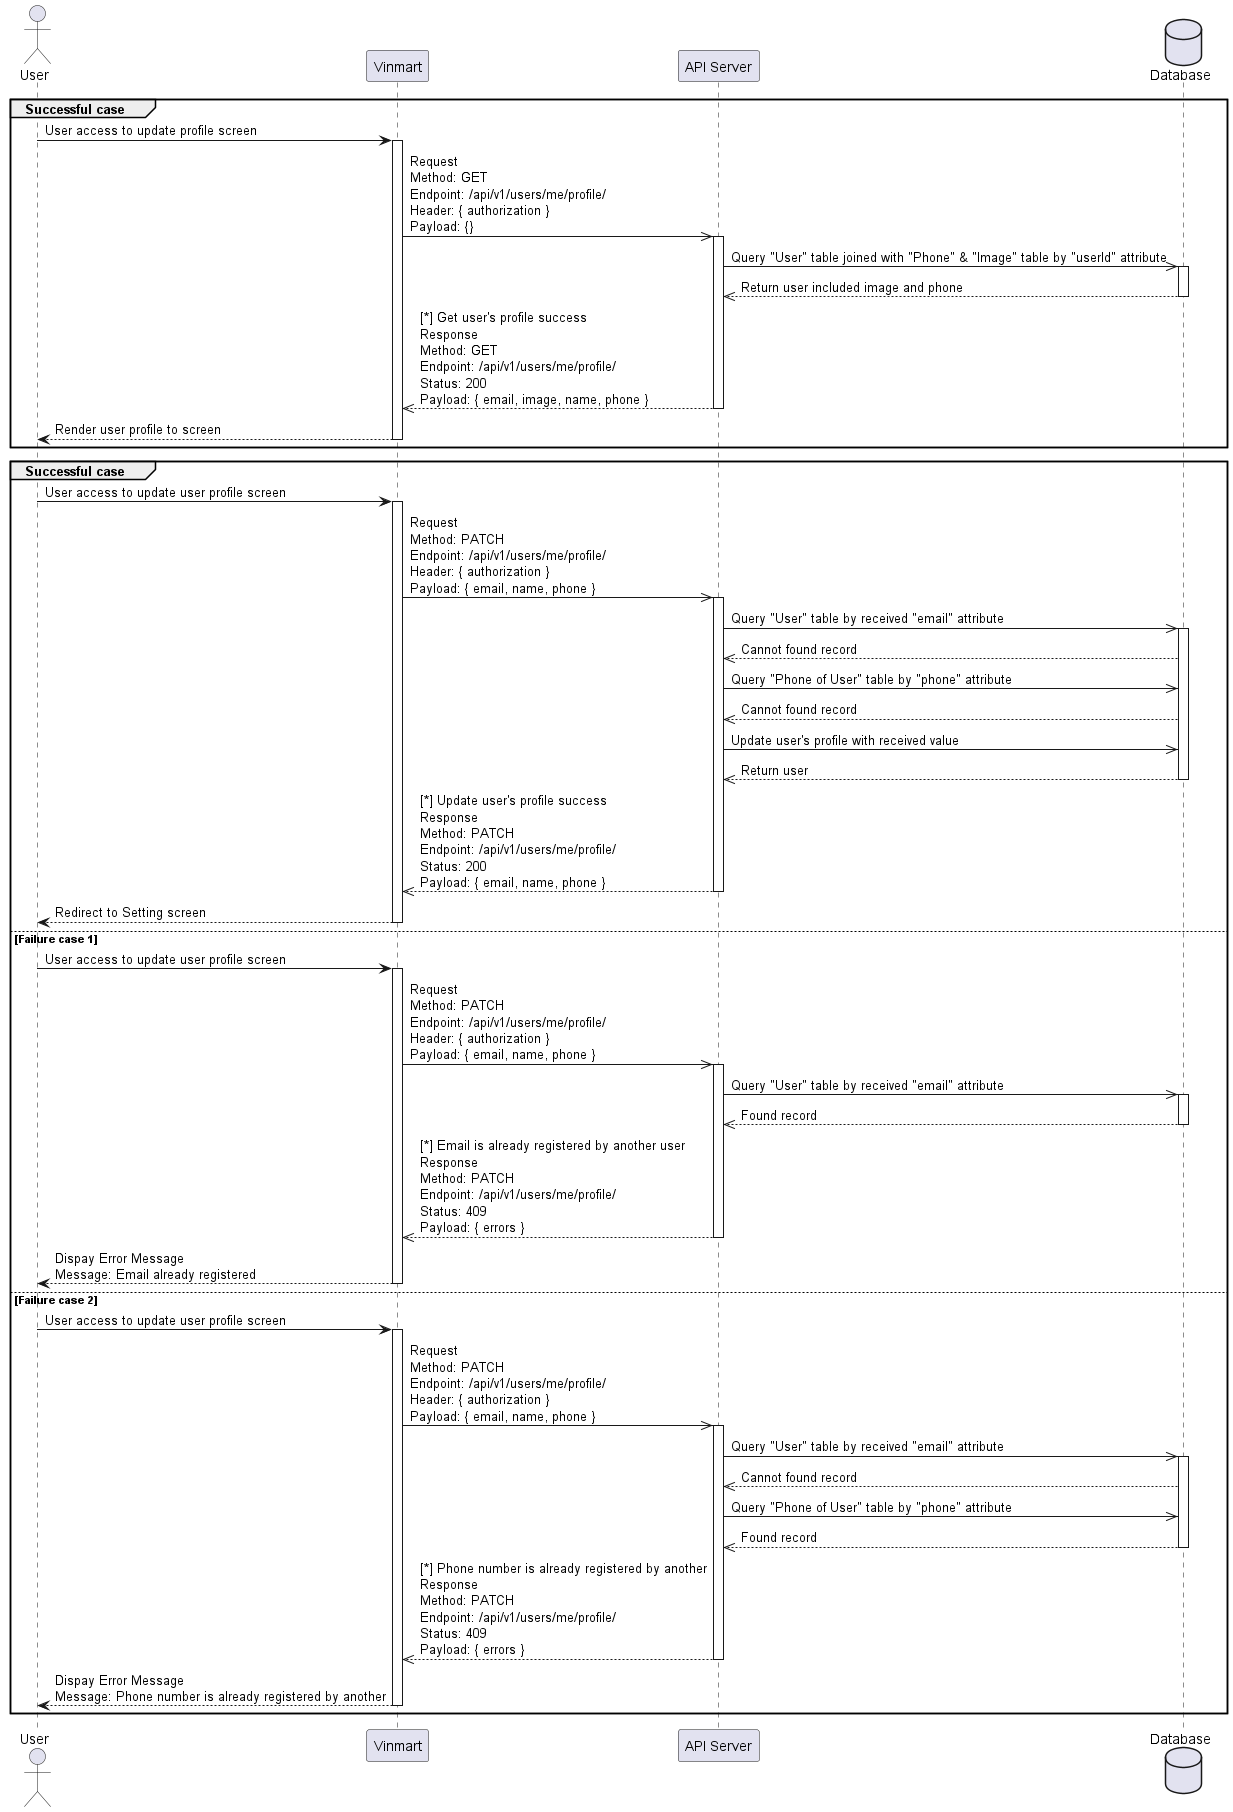 User
Vinmart
API Server
Database
Successful case
User access to update profile screen
Request
Method: GET
Endpoint: /api/v1/users/me/profile/
Header: { authorization }
Payload: {}
Query "User" table joined with "Phone" & "Image" table by "userId" attribute
Return user included image and phone
[*] Get user's profile success
Response
Method: GET
Endpoint: /api/v1/users/me/profile/
Status: 200
Payload: { email, image, name, phone }
Render user profile to screen
Successful case
User access to update user profile screen
Request
Method: PATCH
Endpoint: /api/v1/users/me/profile/
Header: { authorization }
Payload: { email, name, phone }
Query "User" table by received "email" attribute
Cannot found record
Query "Phone of User" table by "phone" attribute
Cannot found record
Update user's profile with received value
Return user
[*] Update user's profile success
Response
Method: PATCH
Endpoint: /api/v1/users/me/profile/
Status: 200
Payload: { email, name, phone }
Redirect to Setting screen
[Failure case 1]
User access to update user profile screen
Request
Method: PATCH
Endpoint: /api/v1/users/me/profile/
Header: { authorization }
Payload: { email, name, phone }
Query "User" table by received "email" attribute
Found record
[*] Email is already registered by another user
Response
Method: PATCH
Endpoint: /api/v1/users/me/profile/
Status: 409
Payload: { errors }
Dispay Error Message
Message: Email already registered
[Failure case 2]
User access to update user profile screen
Request
Method: PATCH
Endpoint: /api/v1/users/me/profile/
Header: { authorization }
Payload: { email, name, phone }
Query "User" table by received "email" attribute
Cannot found record
Query "Phone of User" table by "phone" attribute
Found record
[*] Phone number is already registered by another
Response
Method: PATCH
Endpoint: /api/v1/users/me/profile/
Status: 409
Payload: { errors }
Dispay Error Message
Message: Phone number is already registered by another
User
Vinmart
API Server
Database